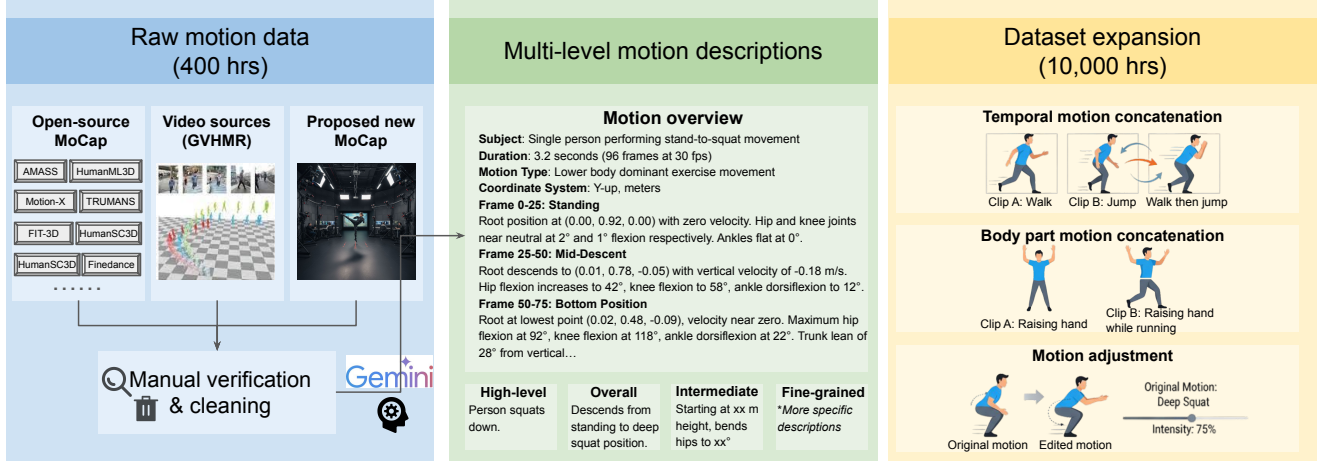 Raw motion data
(400 hrs)
Open-source
MoCap
Video sources
(GVHMR)
Proposed new
MoCap
AMASS
HumanML3D
Motion-X
TRUMANS
FIT-3D
HumanSC3D
HumanSC3D
Finedance
......
Manual verification
& cleaning
Gemini
Multi-level motion descriptions
Motion overview
Subject: Single person performing stand-to-squat movement
Duration: 3.2 seconds (96 frames at 30 fps)
Motion Type: Lower body dominant exercise movement
Coordinate System: Y-up, meters
Frame 0-25: Standing
Root position at (0.00, 0.92, 0.00) with zero velocity. Hip and knee joints
near neutral at 2° and 1° flexion respectively. Ankles flat at 0°.
Frame 25-50: Mid-Descent
Root descends to (0.01, 0.78, -0.05) with vertical velocity of -0.18 m/s.
Hip flexion increases to 42°, knee flexion to 58°, ankle dorsiflexion to 12°.
Frame 50-75: Bottom Position
Root at lowest point (0.02, 0.48, -0.09), velocity near zero. Maximum hip
flexion at 92°, knee flexion at 118°, ankle dorsiflexion at 22°. Trunk lean of
28° from vertical…
High-level
Person squats
down.
Overall
Descends from
standing to deep
squat position.
Intermediate
Starting at xx m
height, bends
hips to xx°
Fine-grained
*More specific
descriptions
Dataset expansion
(10,000 hrs)
Temporal motion concatenation
Clip A: Walk
Clip B: Jump
Walk then jump
Body part motion concatenation
Clip A: Raising hand
Clip B: Raising hand
while running
Motion adjustment
Original motion
Edited motion
Original Motion:
Deep Squat
Intensity: 75%